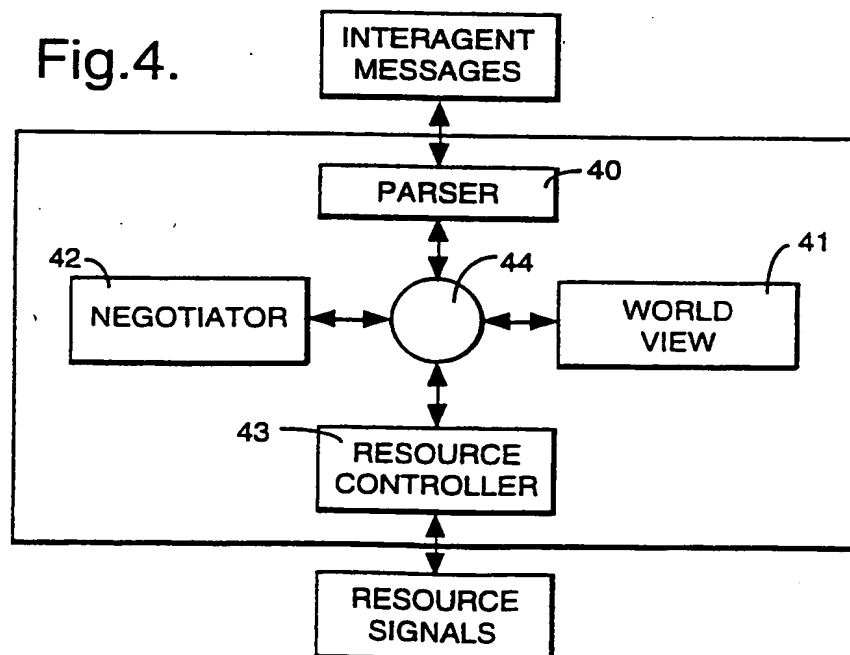 Fig.4.
INTERAGENT
MESSAGES
PARSER
40
42
44
41
NEGOTIATOR
WORLD
VIEW
43
RESOURCE
CONTROLLER
RESOURCE
SIGNALS